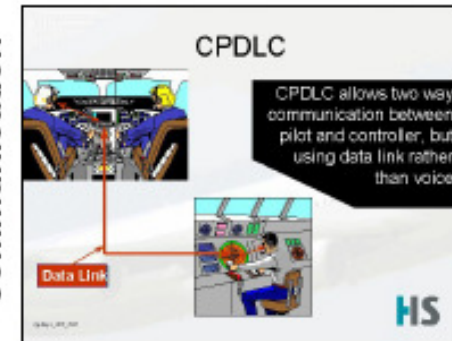 CPDLC
CPDLC allows two way
communication between
pilot and controller, but
using data link rather
than voice
Data Link
HS